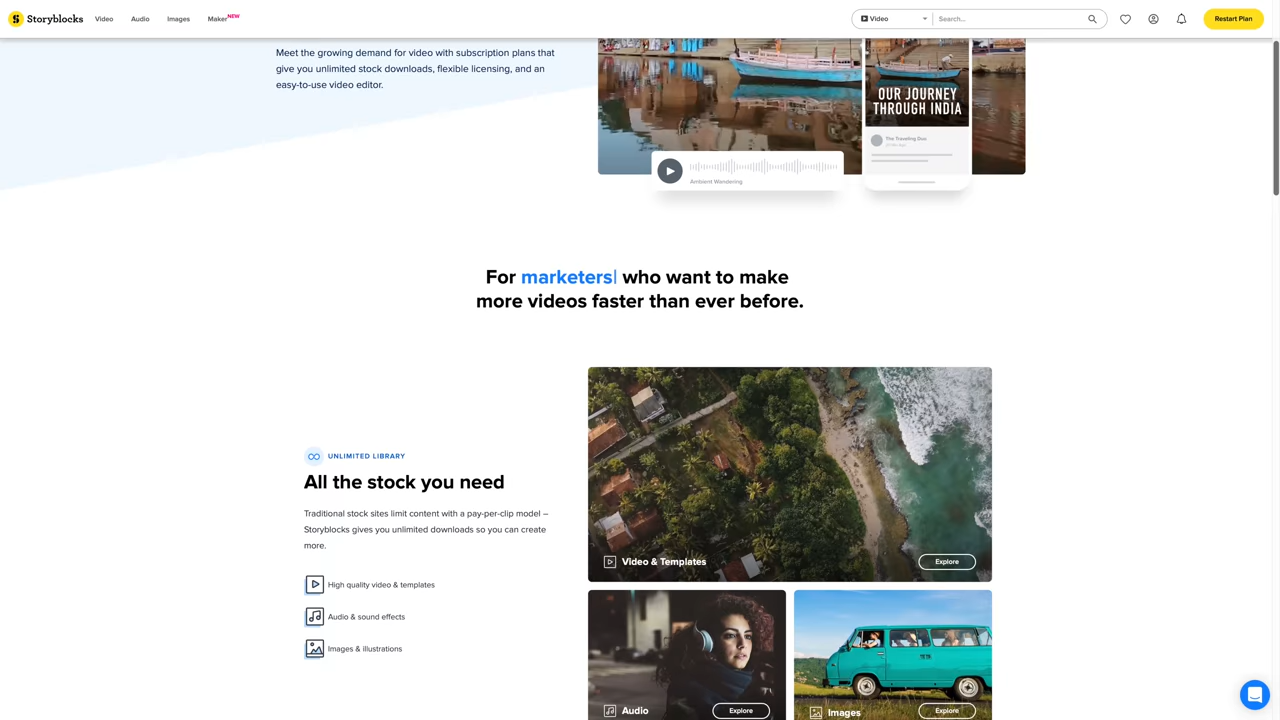 Storyblocks
Video
Audio
Images
Maker NEW
Video
Search...
Restart Plan
Meet the growing demand for video with subscription plans that
give you unlimited stock downloads, flexible licensing, and an
easy-to-use video editor.
OUR JOURNEY
THROUGH INDIA
The Traveling Duo
Ambient Wandering
For marketers| who want to make
more videos faster than ever before.
UNLIMITED LIBRARY
All the stock you need
Traditional stock sites limit content with a pay-per-clip model –
Storyblocks gives you unlimited downloads so you can create
more.
High quality video & templates
Audio & sound effects
Images & illustrations
Video & Templates
Explore
Audio
Explore
Images
Explore